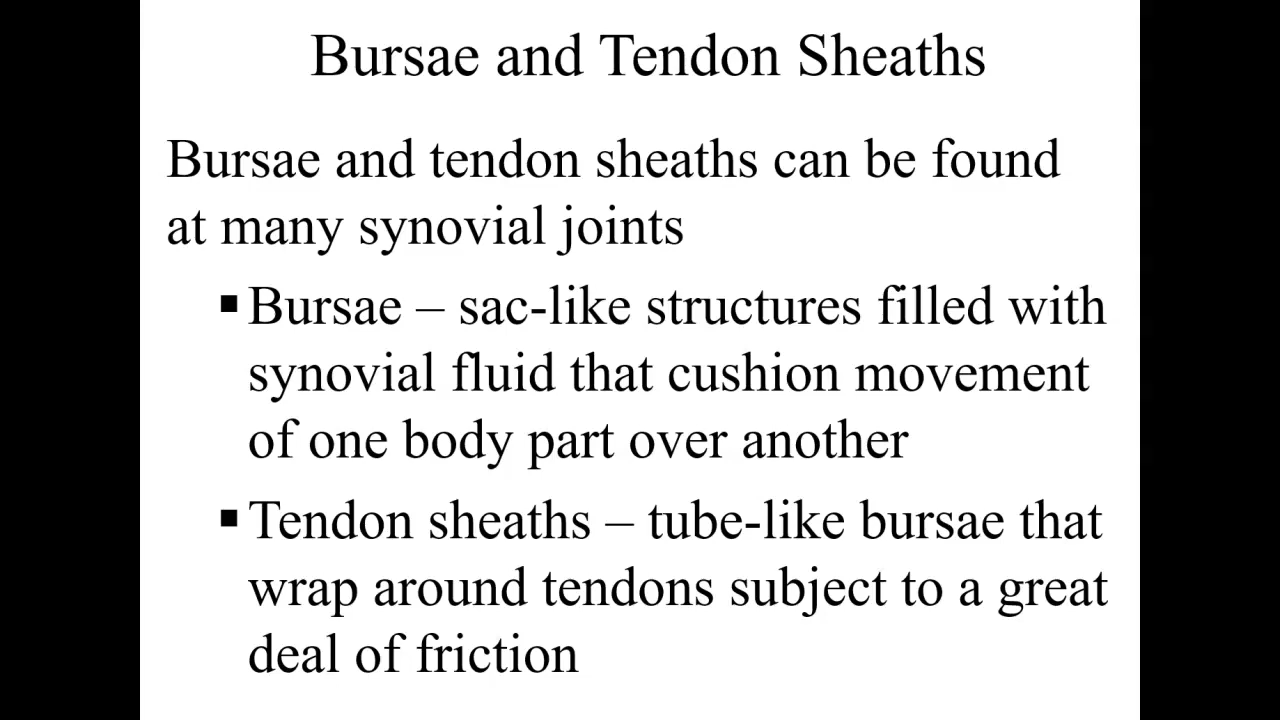 Bursae and Tendon Sheaths
Bursae and tendon sheaths can be found
at many synovial joints
▪ Bursae – sac-like structures filled with
synovial fluid that cushion movement
of one body part over another
▪ Tendon sheaths – tube-like bursae that
wrap around tendons subject to a great
deal of friction